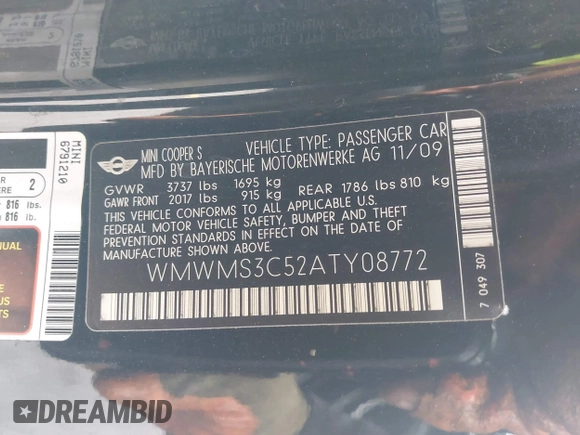 MINI COOPER S
VEHICLE TYPE: PASSENGER CAR
MFD BY BAYERISCHE MOTORENWERKE AG 11/09
GVWR 3737 lbs 1695 kg
GAWR FRONT 2017 lbs 915 kg REAR 1786 lbs 810 kg
THIS VEHICLE CONFORMS TO ALL APPLICABLE U.S.
FEDERAL MOTOR VEHICLE SAFETY, BUMPER AND THEFT
PREVENTION STANDARDS IN EFFECT ON THE DATE OF
MANUFACTURE SHOWN ABOVE.
WMWMS3C52ATY08772
7 049 307
MINI
6791210
2
816 lbs.
816 lb.
DREAMBID